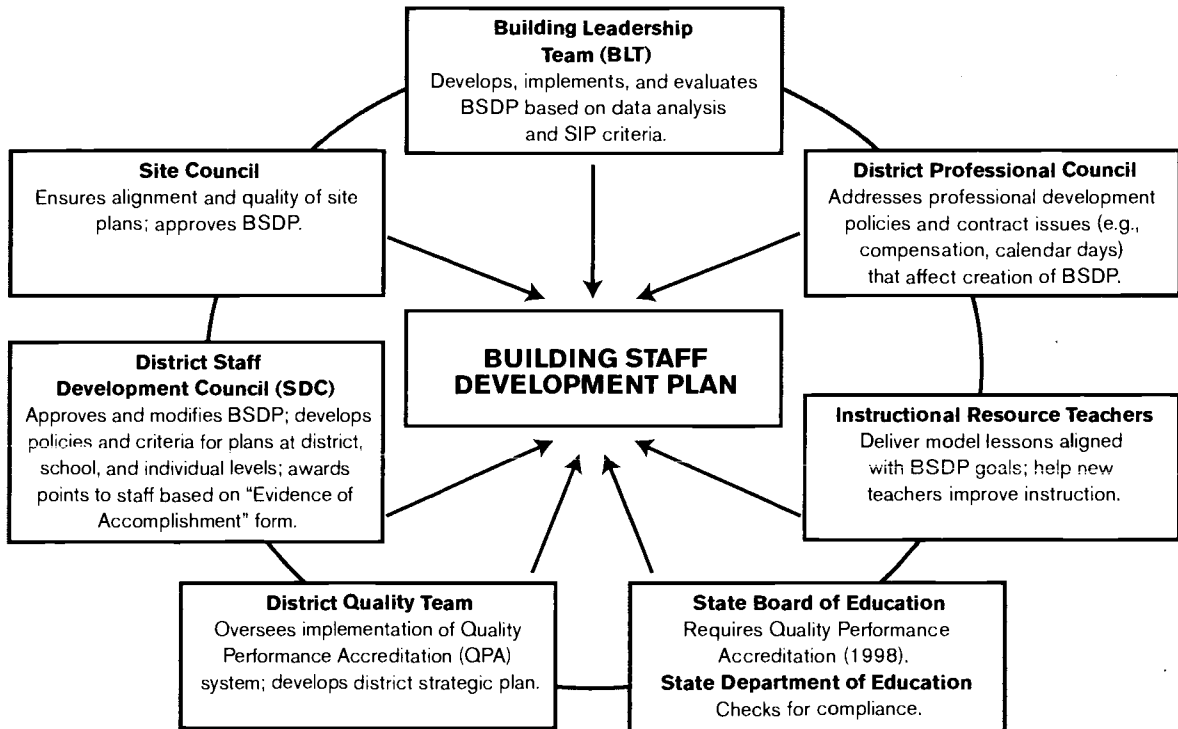 Building Leadership
Team (BLT)
Develops, implements, and evaluates
BSDP based on data analysis
and SIP criteria.
Site Council
Ensures alignment and quality of site
plans; approves BSDP.
District Professional Council
Addresses professional development
policies and contract issues (e.g.,
compensation, calendar days)
that affect creation of BSDP.
BUILDING STAFF
DEVELOPMENT PLAN
District Staff
Development Council (SDC)
Approves and modifies BSDP; develops
policies and criteria for plans at district,
school, and individual levels; awards
points to staff based on “Evidence of
Accomplishment” form.
Instructional Resource Teachers
Deliver model lessons aligned
with BSDP goals; help new
teachers improve instruction.
District Quality Team
Oversees implementation of Quality
Performance Accreditation (QPA)
system; develops district strategic plan.
State Board of Education
Requires Quality Performance
Accreditation (1998).
State Department of Education
Checks for compliance.